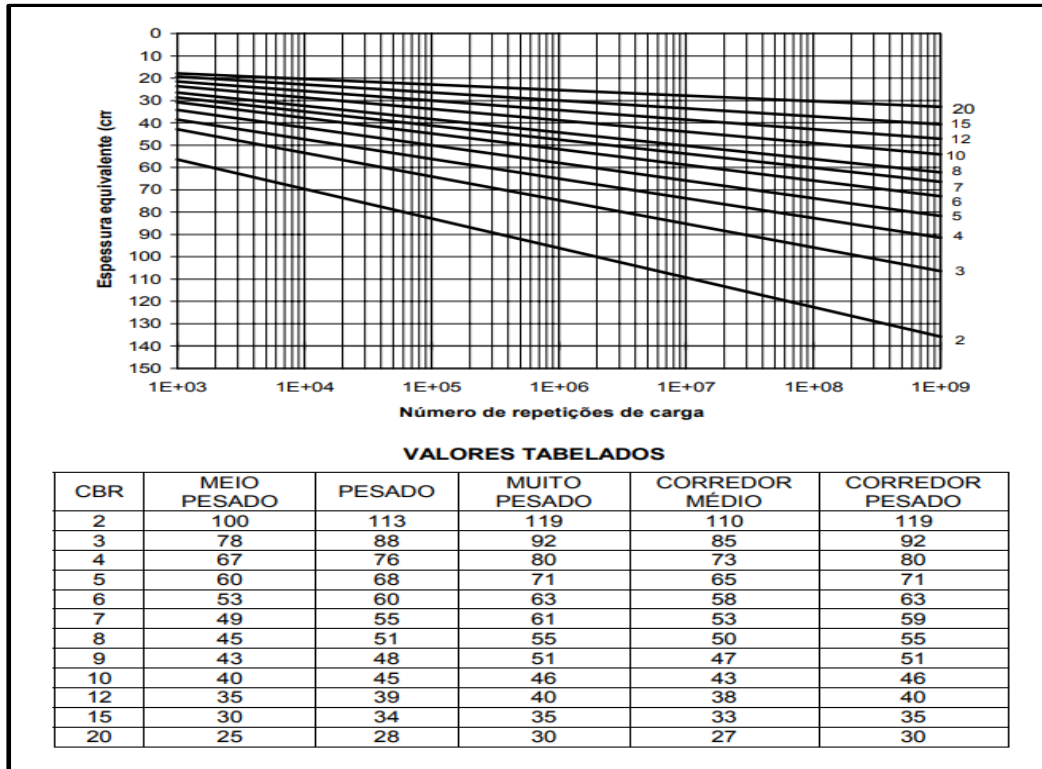 0
10
20
30
40
50
60
70
80
90
100
110
120
130
140
150
Espessura equivalente (cm
20
15
12
10
8
7
6
5
4
3
2
1E+03 1E+04 1E+05 1E+06 1E+07 1E+08 1E+09
Número de repetições de carga
VALORES TABELADOS
CBR MEIO PESADO PESADO MUITO PESADO CORREDOR MÉDIO CORREDOR PESADO
2 100 113 119 110 119
3 78 88 92 85 92
4 67 76 80 73 80
5 60 68 71 65 71
6 53 60 63 58 63
7 49 55 61 53 59
8 45 51 55 50 55
9 43 48 51 47 51
10 40 45 46 43 46
12 35 39 40 38 40
15 30 34 35 33 35
20 25 28 30 27 30